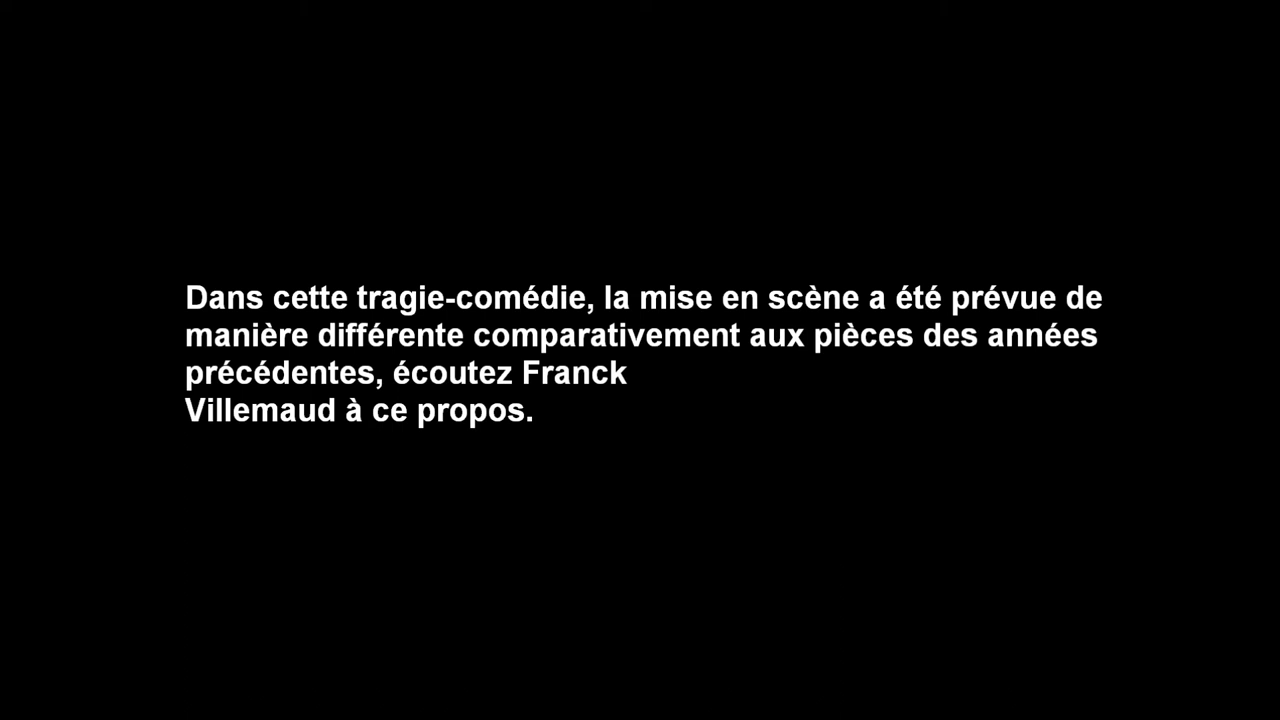 Dans cette tragie-comédie, la mise en scène a été prévue de
manière différente comparativement aux pièces des années
précédentes, écoutez Franck
Villemaud à ce propos.